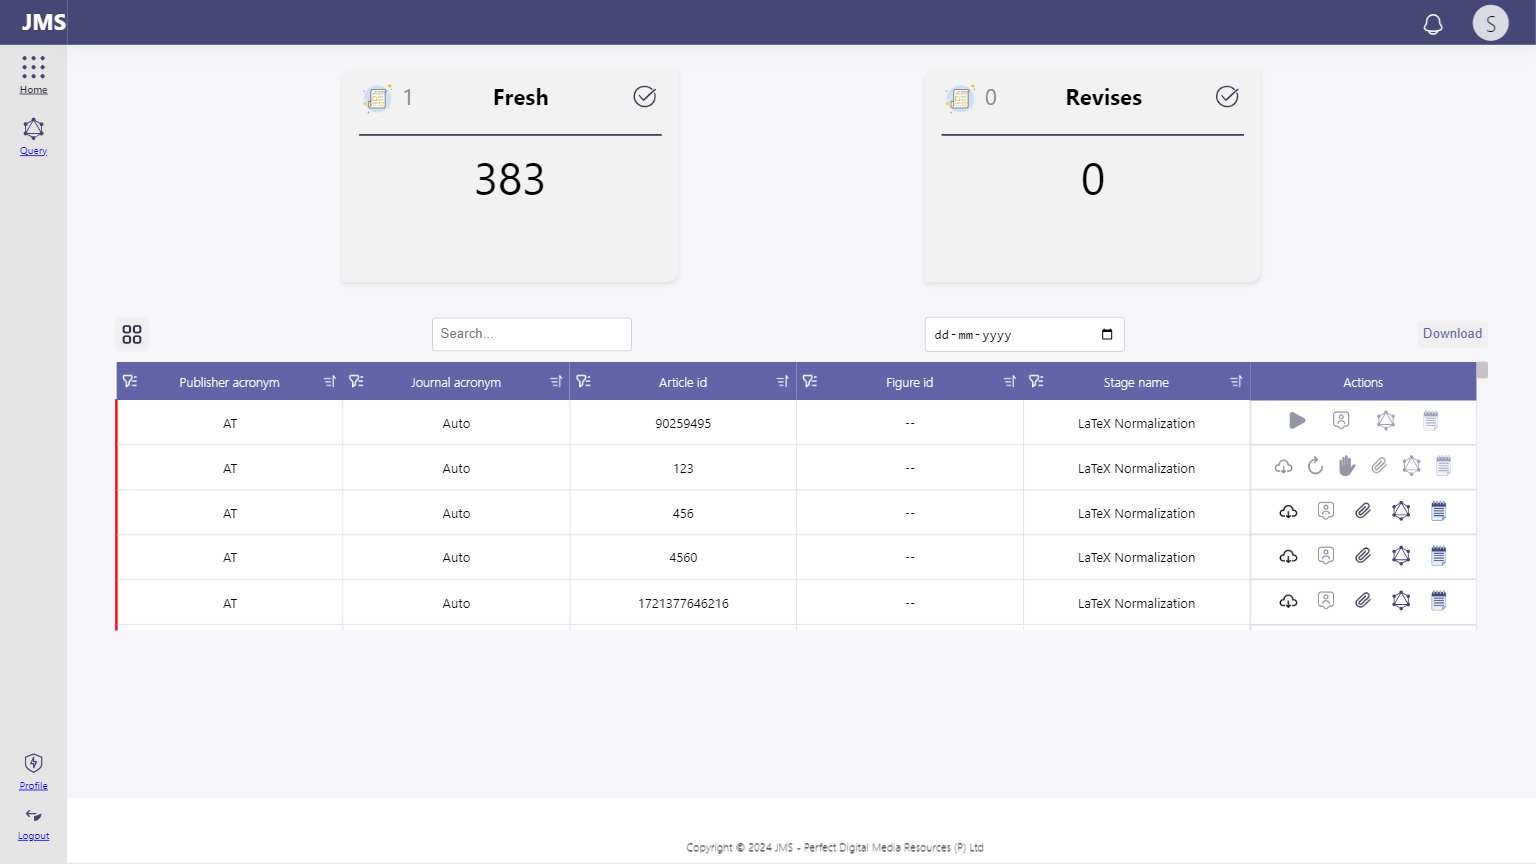 JMS
S
Home
Query
1 Fresh
383
0 Revises
0
Search...
dd-mm-yyyy
Download
Publisher acronym Journal acronym Article id Figure id Stage name Actions
AT Auto 90259495 -- LaTeX Normalization
AT Auto 123 -- LaTeX Normalization
AT Auto 456 -- LaTeX Normalization
AT Auto 4560 -- LaTeX Normalization
AT Auto 1721377646216 -- LaTeX Normalization
Profile
Logout
Copyright © 2024 JMS - Perfect Digital Media Resources (P) Ltd